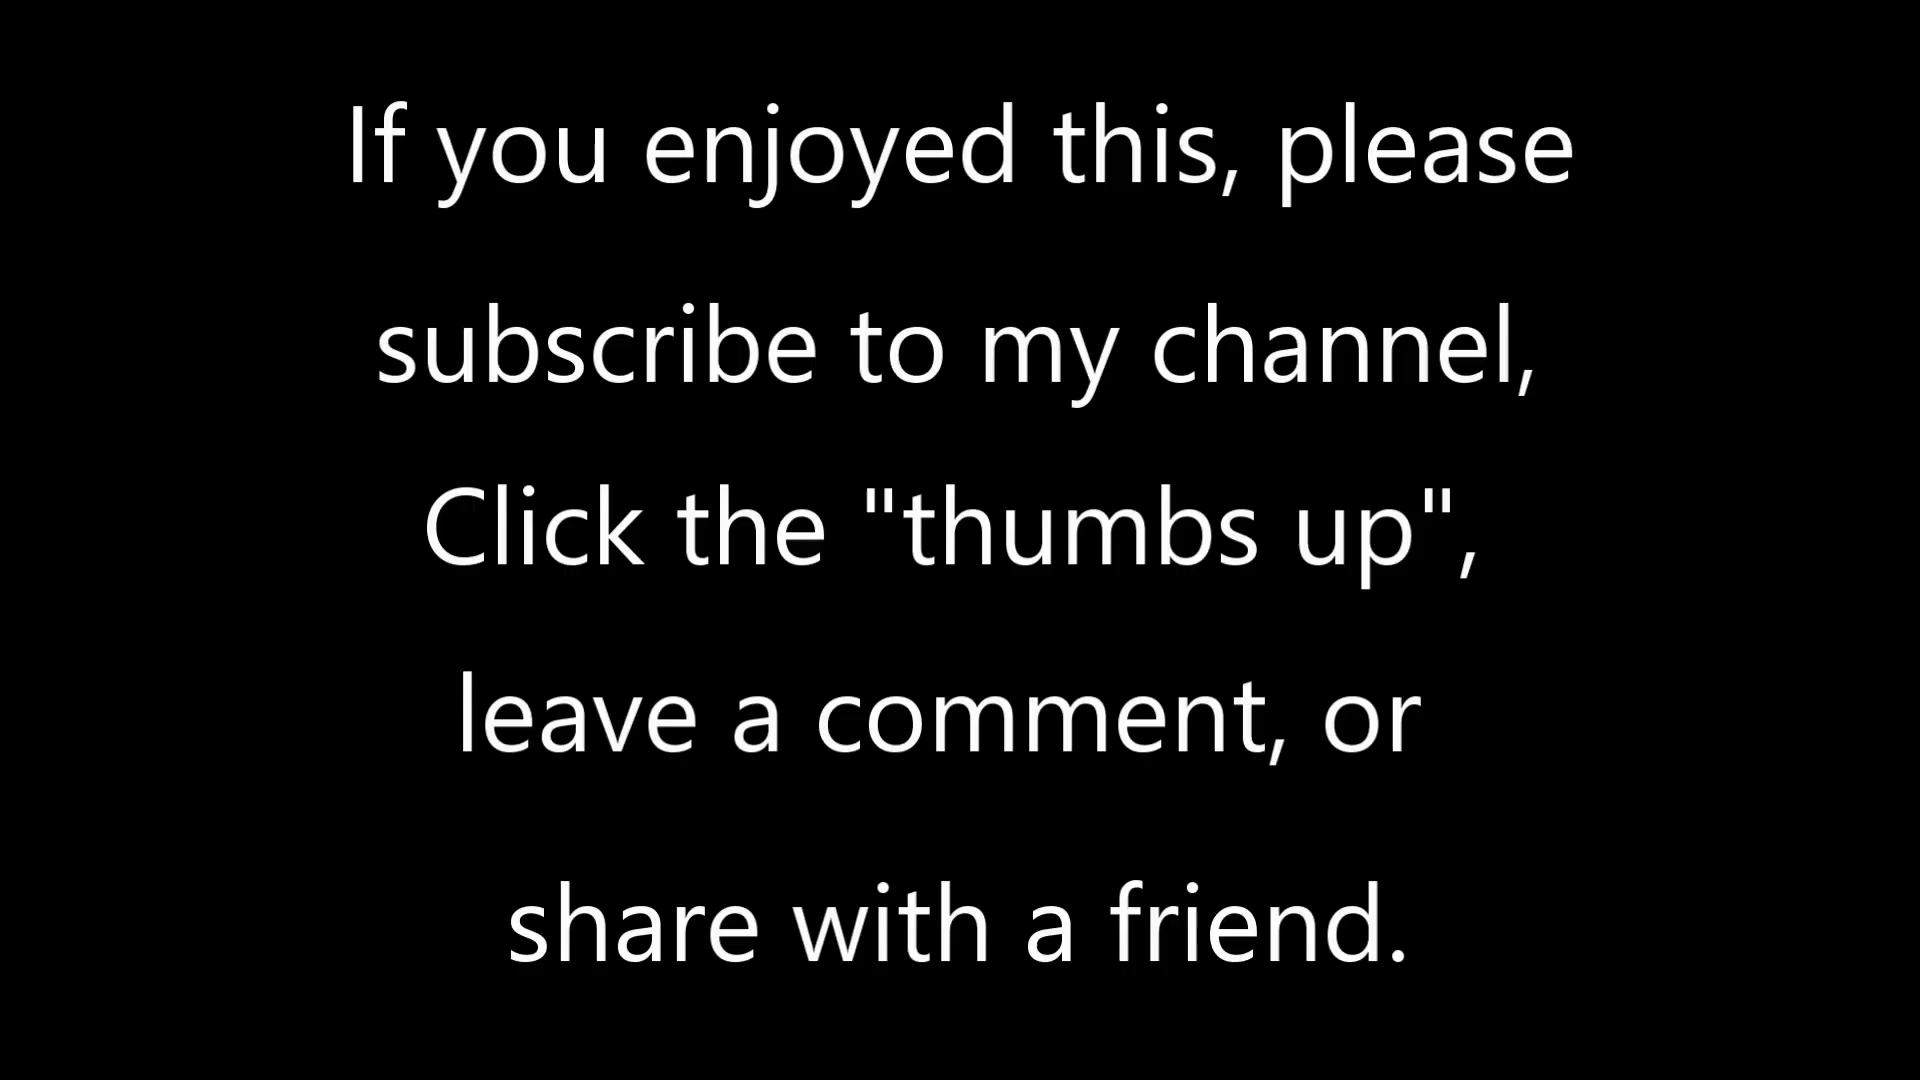 If you enjoyed this, please
subscribe to my channel,
Click the "thumbs up",
leave a comment, or
share with a friend.